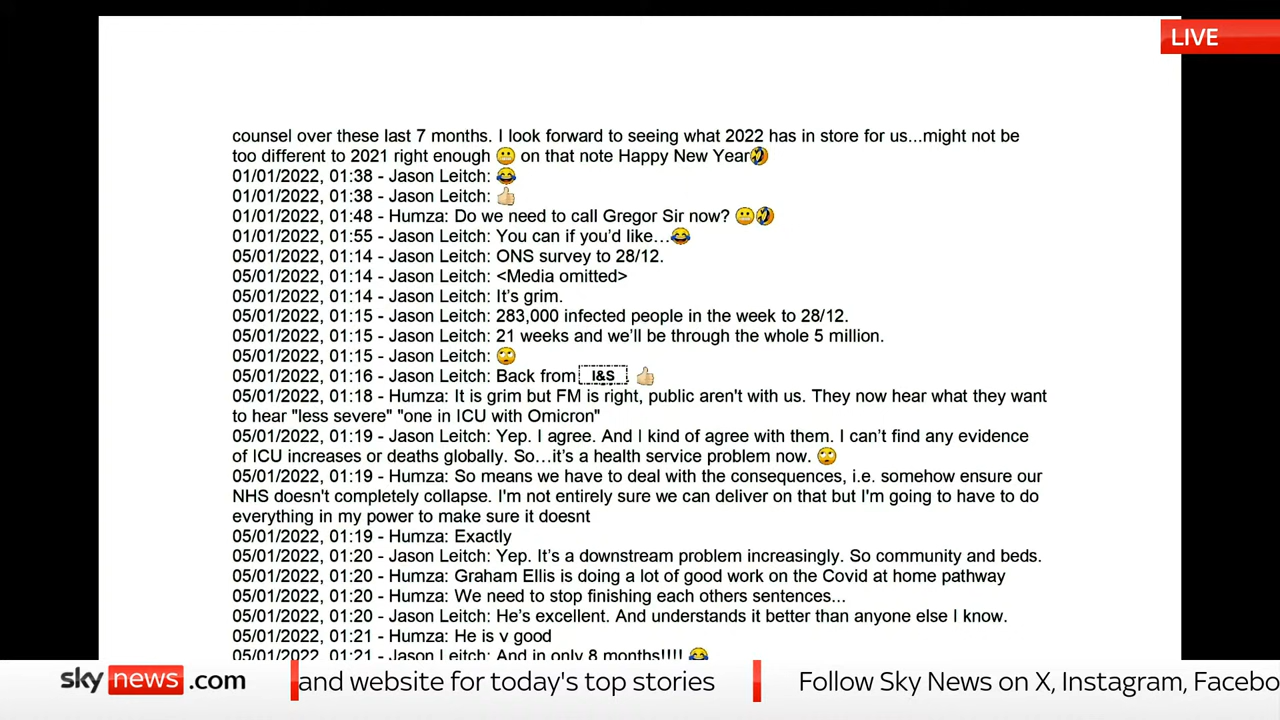 LIVE
counsel over these last 7 months. I look forward to seeing what 2022 has in store for us...might not be
too different to 2021 right enough 😬 on that note Happy New Year🤣
01/01/2022, 01:38 - Jason Leitch: 😂
01/01/2022, 01:38 - Jason Leitch: 👍🏻
01/01/2022, 01:48 - Humza: Do we need to call Gregor Sir now? 😬🤣
01/01/2022, 01:55 - Jason Leitch: You can if you’d like…😂
05/01/2022, 01:14 - Jason Leitch: ONS survey to 28/12.
05/01/2022, 01:14 - Jason Leitch: <Media omitted>
05/01/2022, 01:14 - Jason Leitch: It’s grim.
05/01/2022, 01:15 - Jason Leitch: 283,000 infected people in the week to 28/12.
05/01/2022, 01:15 - Jason Leitch: 21 weeks and we’ll be through the whole 5 million.
05/01/2022, 01:15 - Jason Leitch: 🙄
05/01/2022, 01:16 - Jason Leitch: Back from I&S 👍🏻
05/01/2022, 01:18 - Humza: It is grim but FM is right, public aren't with us. They now hear what they want
to hear "less severe" "one in ICU with Omicron"
05/01/2022, 01:19 - Jason Leitch: Yep. I agree. And I kind of agree with them. I can’t find any evidence
of ICU increases or deaths globally. So…it’s a health service problem now. 🙄
05/01/2022, 01:19 - Humza: So means we have to deal with the consequences, i.e. somehow ensure our
NHS doesn't completely collapse. I'm not entirely sure we can deliver on that but I'm going to have to do
everything in my power to make sure it doesnt
05/01/2022, 01:19 - Humza: Exactly
05/01/2022, 01:20 - Jason Leitch: Yep. It’s a downstream problem increasingly. So community and beds.
05/01/2022, 01:20 - Humza: Graham Ellis is doing a lot of good work on the Covid at home pathway
05/01/2022, 01:20 - Humza: We need to stop finishing each others sentences...
05/01/2022, 01:20 - Jason Leitch: He’s excellent. And understands it better than anyone else I know.
05/01/2022, 01:21 - Humza: He is v good
05/01/2022, 01:21 - Jason Leitch: And in only 8 months!!!! 😂
sky news .com and website for today's top stories Follow Sky News on X, Instagram, Facebo